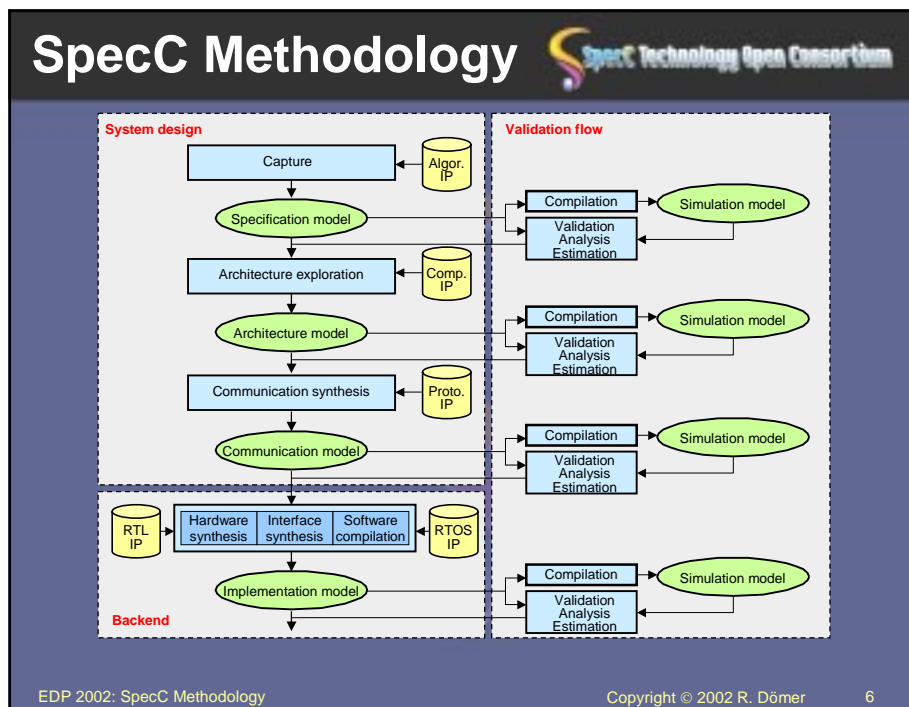 SpecC Methodology
SpecC Technology Open Consortium
System design
Validation flow
Capture
Algor.
IP
Specification model
Compilation
Simulation model
Validation
Analysis
Estimation
Architecture exploration
Comp.
IP
Architecture model
Compilation
Simulation model
Validation
Analysis
Estimation
Communication synthesis
Proto.
IP
Communication model
Compilation
Simulation model
Validation
Analysis
Estimation
RTL
IP
Hardware
synthesis
Interface
synthesis
Software
compilation
RTOS
IP
Implementation model
Compilation
Simulation model
Validation
Analysis
Estimation
Backend
EDP 2002: SpecC Methodology
Copyright © 2002 R. Dömer
6